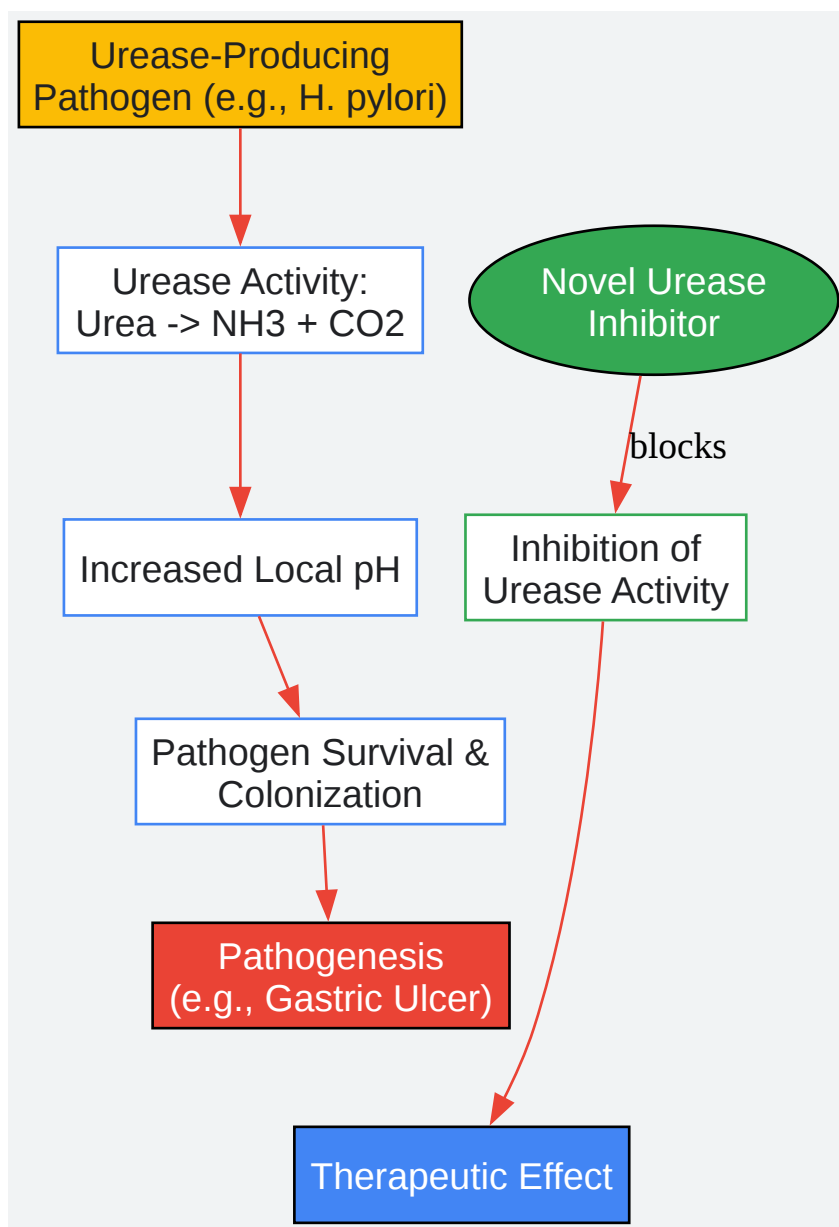 Urease-Producing
Pathogen (e.g., H. pylori)
Urease Activity:
Urea -> NH3 + CO2
Novel Urease
Inhibitor
blocks
Increased Local pH
Inhibition of
Urease Activity
Pathogen Survival &
Colonization
Pathogenesis
(e.g., Gastric Ulcer)
Therapeutic Effect